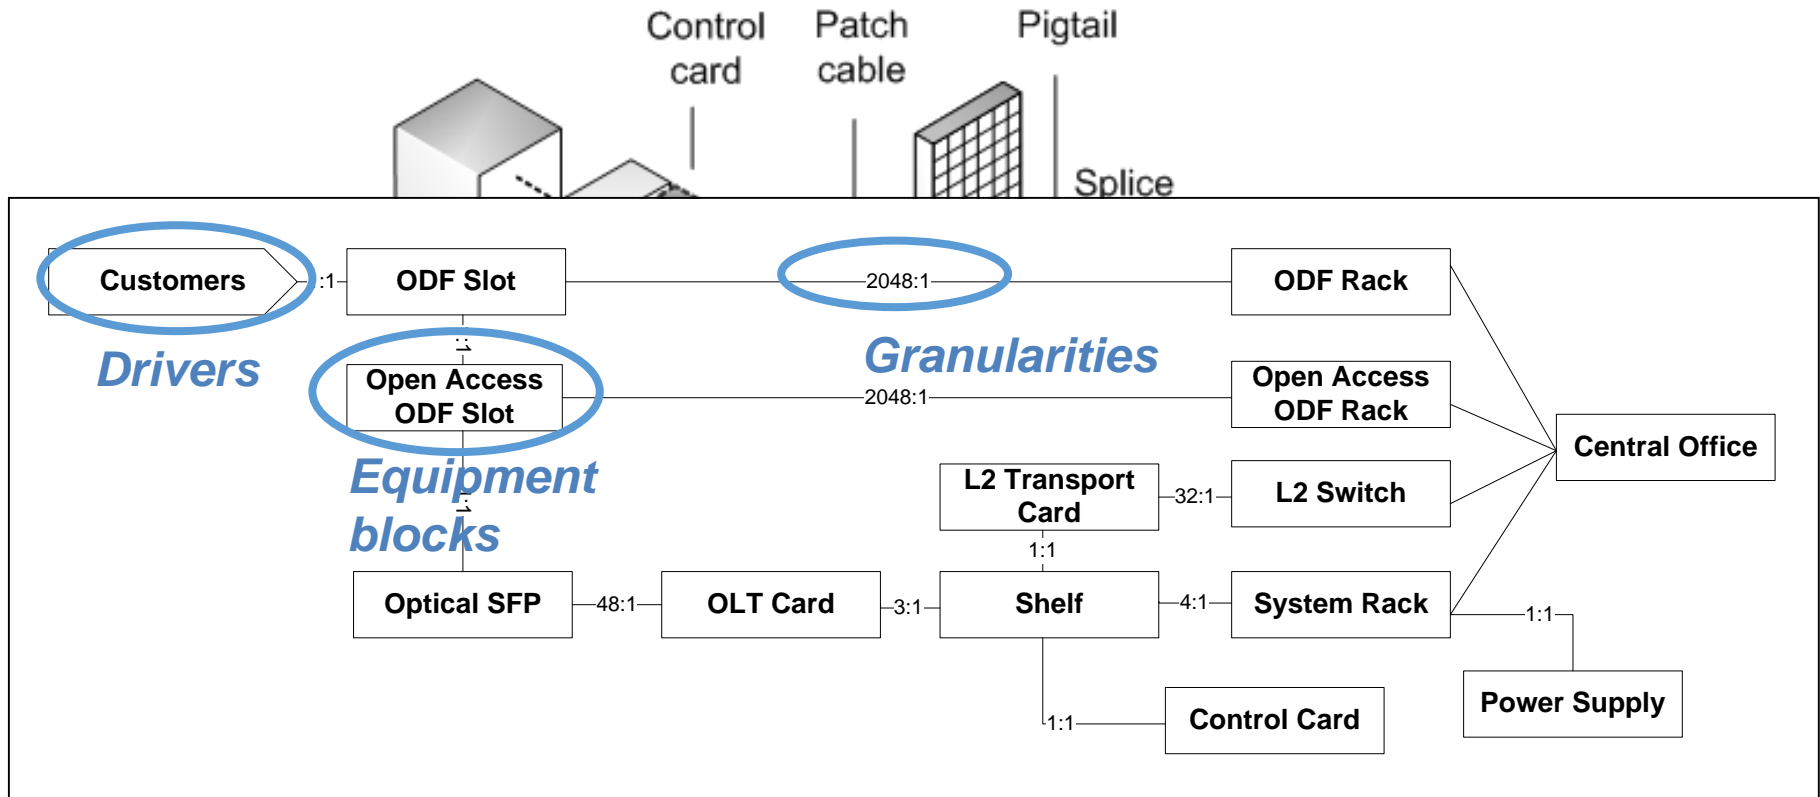 Control
card
Patch
cable
Pigtail
Splice
Customers
:1
ODF Slot
2048:1
ODF Rack
:1
Drivers
Granularities
Open Access
ODF Slot
2048:1
Open Access
ODF Rack
Central Office
Equipment
blocks
1:1
L2 Transport
Card
32:1
L2 Switch
1:1
Optical SFP
48:1
OLT Card
3:1
Shelf
4:1
System Rack
1:1
Power Supply
1:1
Control Card